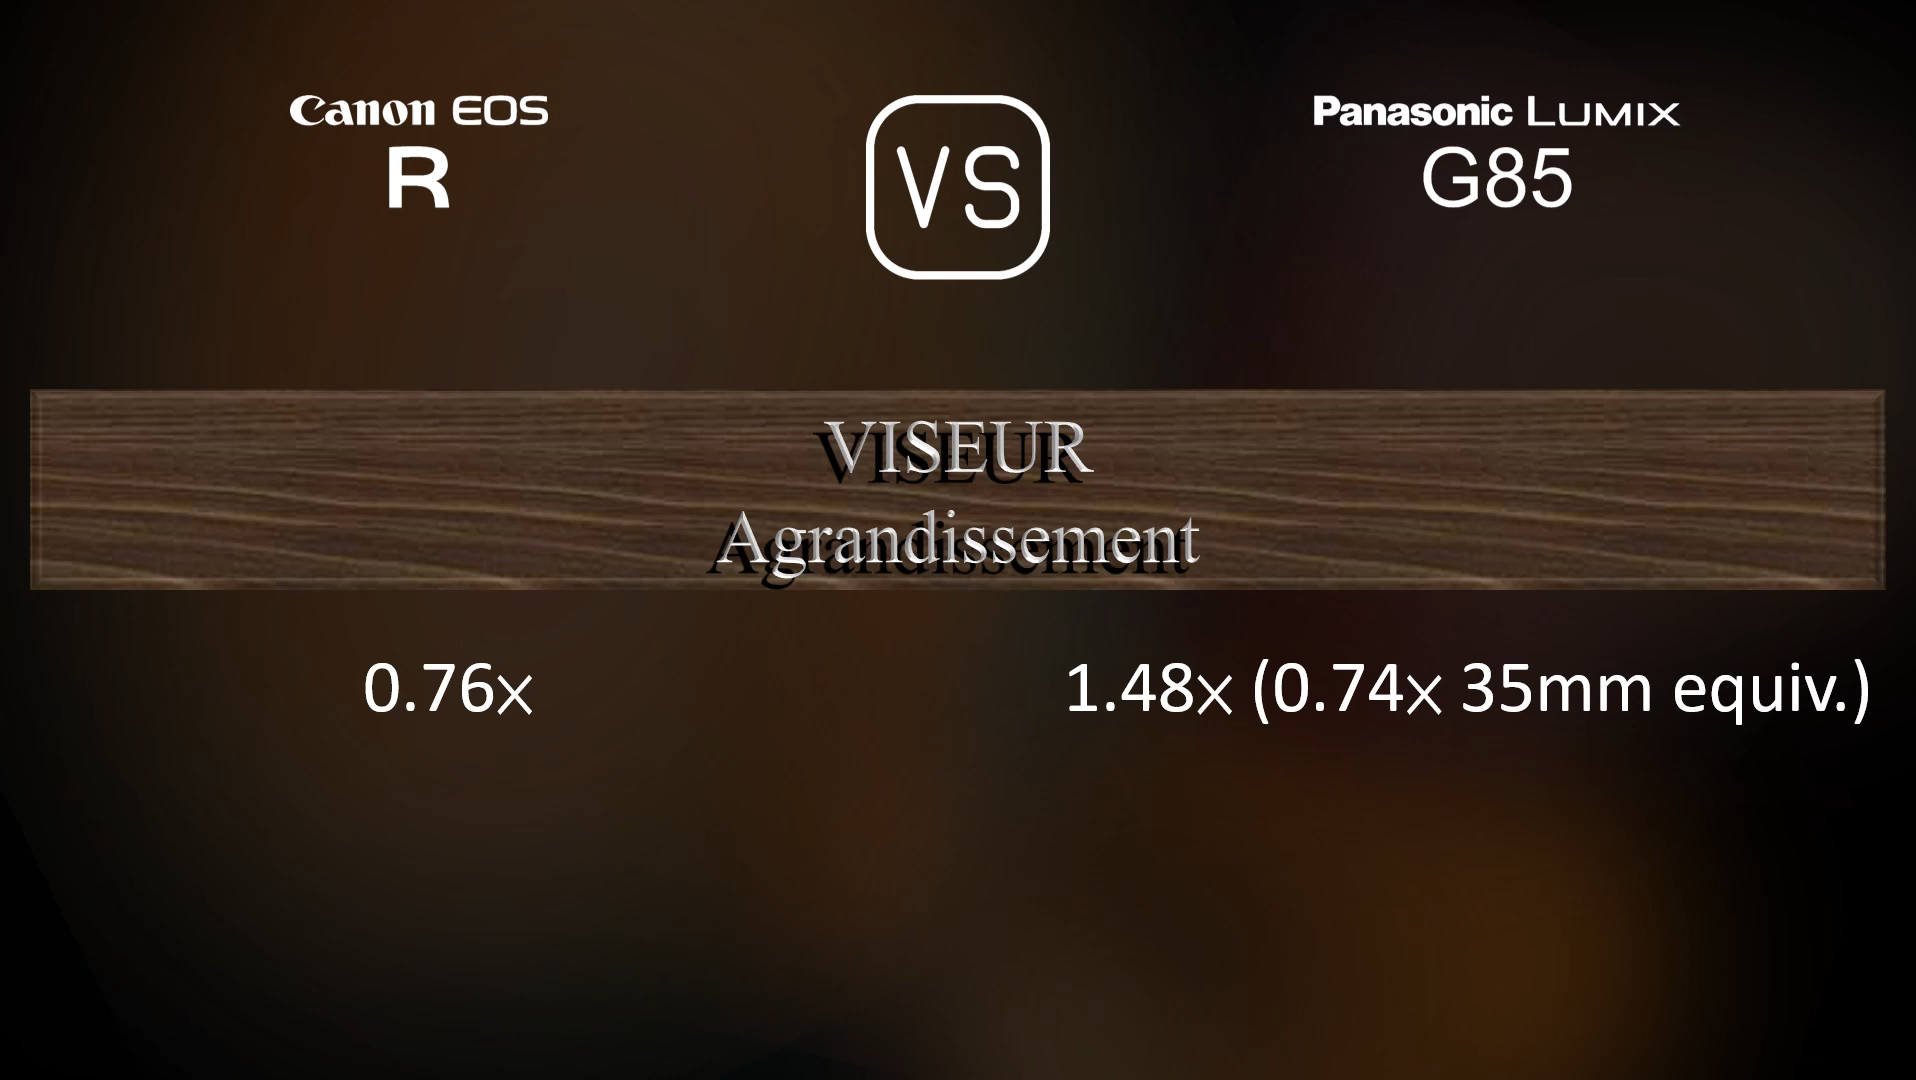 Canon EOS
R
VS
Panasonic LUMIX
G85
VISEUR
Agrandissement
0.76x
1.48x (0.74x 35mm equiv.)